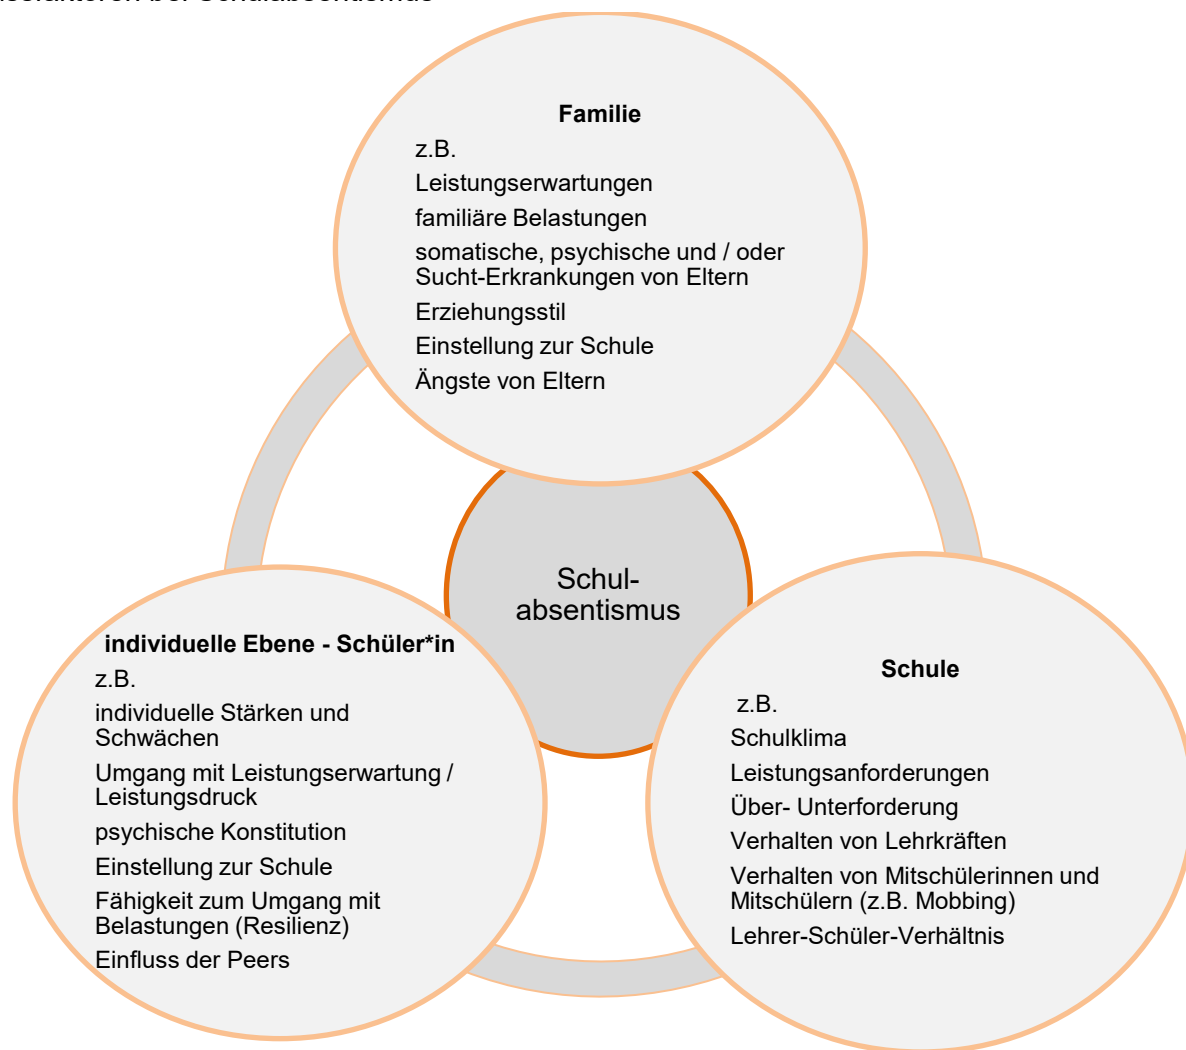 bei Schulabsentismus
Familie
z.B.
Leistungserwartungen
familiäre Belastungen
somatische, psychische und / oder
Sucht-Erkrankungen von Eltern
Erziehungsstil
Einstellung zur Schule
Ängste von Eltern
Schul-
absentismus
individuelle Ebene - Schüler*in
z.B.
individuelle Stärken und
Schwächen
Umgang mit Leistungserwartung /
Leistungsdruck
psychische Konstitution
Einstellung zur Schule
Fähigkeit zum Umgang mit
Belastungen (Resilienz)
Einfluss der Peers
Schule
z.B.
Schulklima
Leistungsanforderungen
Über- Unterforderung
Verhalten von Lehrkräften
Verhalten von Mitschülerinnen und
Mitschülern (z.B. Mobbing)
Lehrer-Schüler-Verhältnis